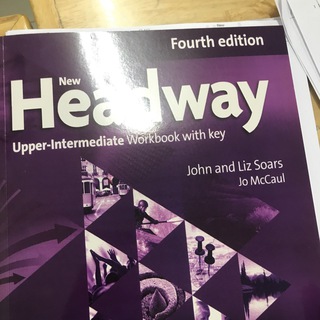 Fourth edition
New
Headway
Upper-Intermediate Workbook with key
John and Liz Soars
Jo McCaul